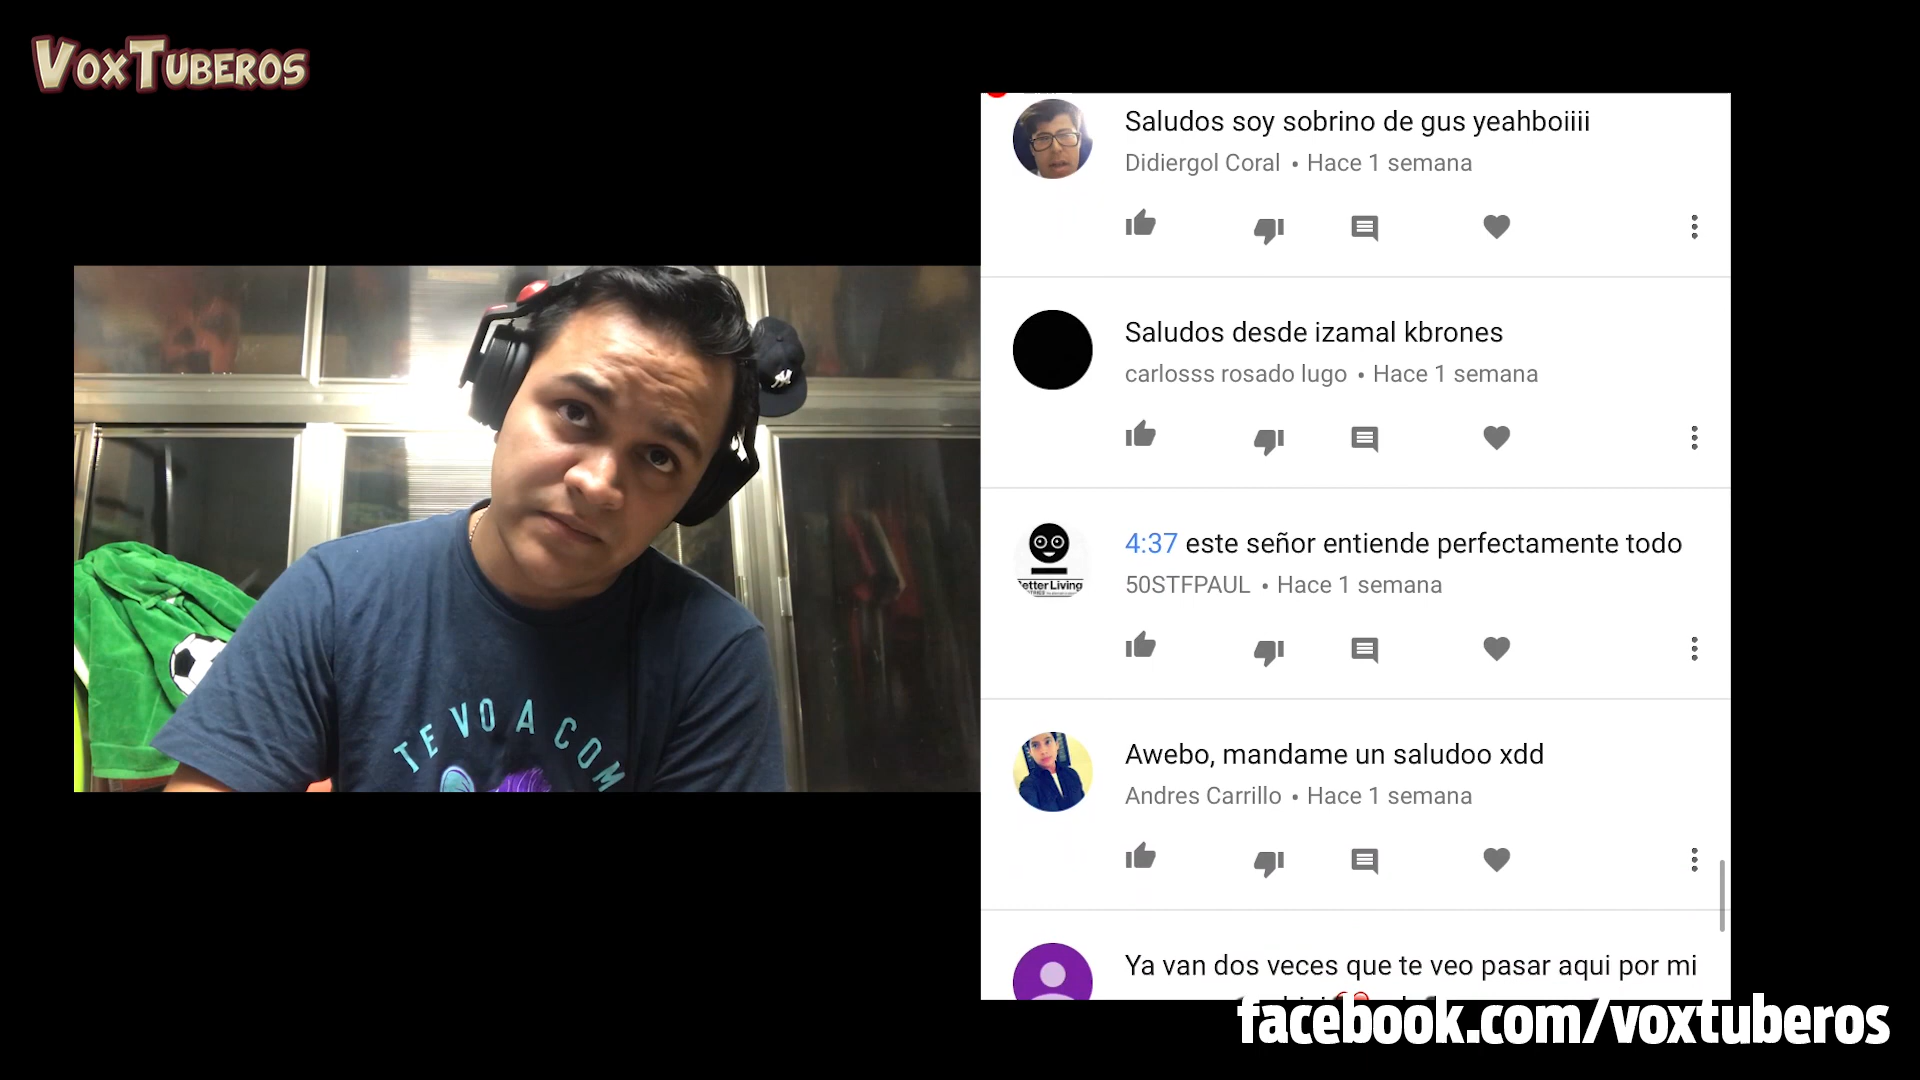 VOXTUBEROS
Saludos soy sobrino de gus yeahboiiii
Didiergol Coral • Hace 1 semana
Saludos desde izamal kbrones
carlosss rosado lugo • Hace 1 semana
etter Living
4:37 este señor entiende perfectamente todo
50STFPAUL • Hace 1 semana
TE VO A COM
Awebo, mandame un saludoo xdd
Andres Carrillo • Hace 1 semana
Ya van dos veces que te veo pasar aqui por mi
facebook.com/voxtuberos